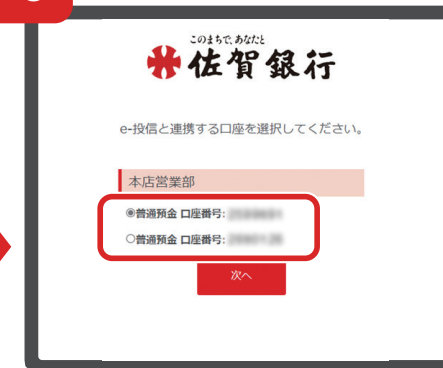 このまちで、あなたと
佐賀銀行
e-投信と連携する口座を選択してください。
本店営業部
普通預金 口座番号:
普通預金 口座番号:
次へ